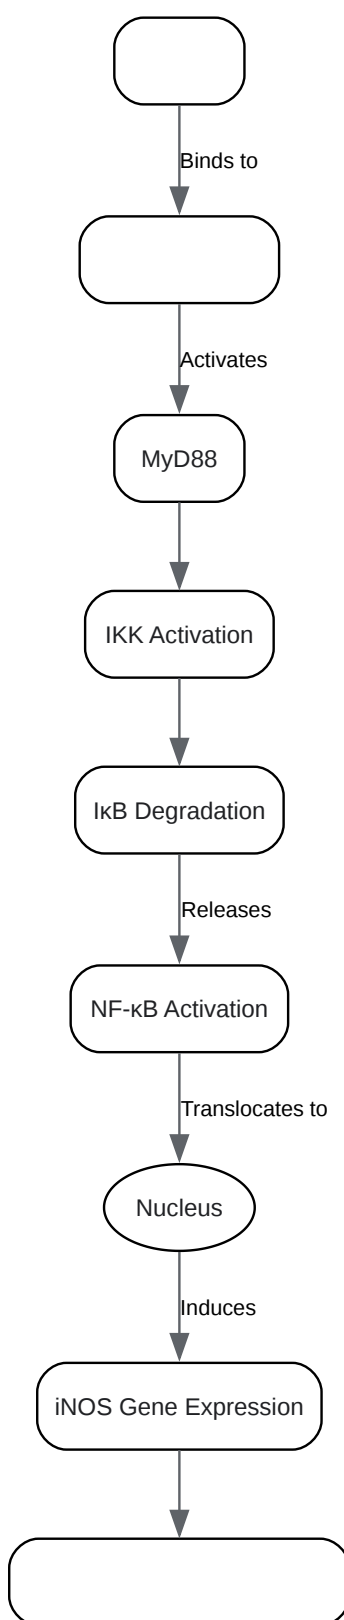 Binds to
Activates
MyD88
IKK Activation
IκB Degradation
Releases
NF-κB Activation
Translocates to
Nucleus
Induces
iNOS Gene Expression